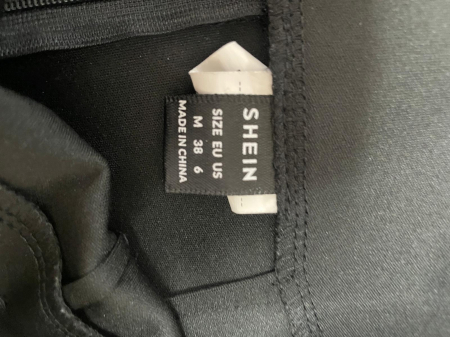 SHEIN
SIZE EU US
M 38 6
MADE IN CHINA